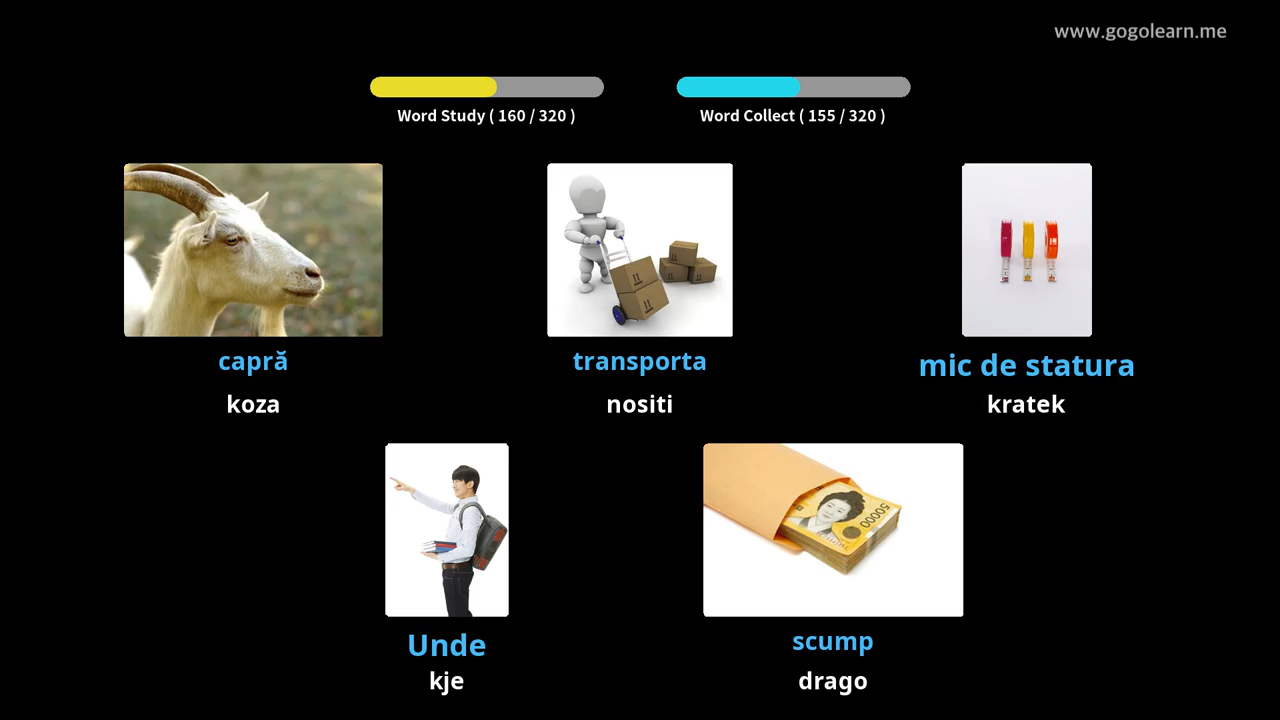 www.gogolearn.me
Word Study ( 160 / 320 )
Word Collect ( 155 / 320 )
capră
transporta
mic de statura
koza
nositi
kratek
50000
Unde
scump
kje
drago